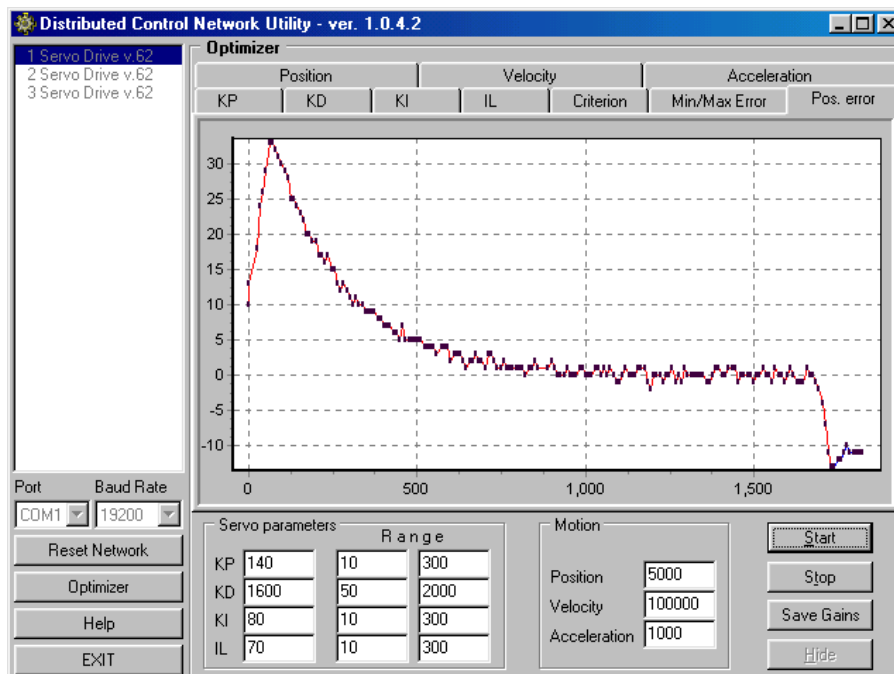 Distributed Control Network Utility - ver. 1.0.4.2
1 Servo Drive v.62
2 Servo Drive v.62
3 Servo Drive v.62
Optimizer
Position Velocity Acceleration
KP KD KI IL Criterion Min/Max Error Pos. error
30
25
20
15
10
5
0
-5
-10
0 500 1,000 1,500
Port Baud Rate
COM1 19200
Reset Network
Optimizer
Help
EXIT
Servo parameters
Range
KP 140 10 300
KD 1600 50 2000
KI 80 10 300
IL 70 10 300
Motion
Position 5000
Velocity 100000
Acceleration 1000
Start
Stop
Save Gains
Hide